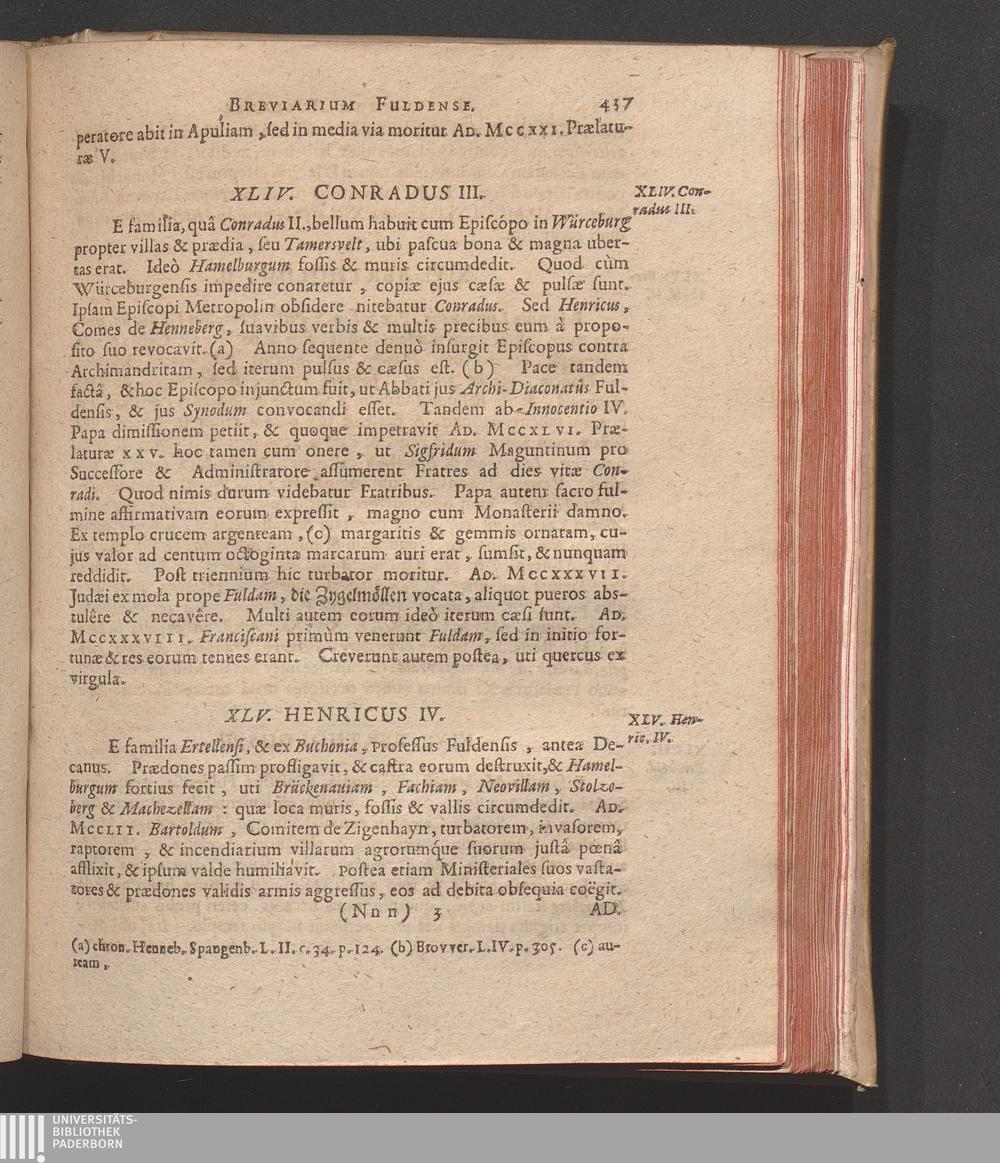 BREVIARIUM FULDENSE. 437
peratore abit in Apuliam, ſed in media via moritur AD. MCCXXI. Prælatu-
ræ V.
XLIV. CONRADUS III.
XLIV. Con-
radus III.
E familia, quâ Conradus II., bellum habuit cum Epiſcópo in Würceburg
propter villas & prædia, ſeu Tamersvelt, ubi paſcua bona & magna uber-
tas erat. Ideò Hamelburgum foſſis & muris circumdedit. Quod cùm
Würceburgenſis impedire conaretur, copiæ ejus cæſæ & pulſæ ſunt.
Ipſam Epiſcopi Metropolin obſidere nitebatur Conradus. Sed Henricus,
Comes de Henneberg, ſuavibus verbis & multis precibus eum à propo-
ſito ſuo revocavit. (a) Anno ſequente denuò inſurgit Epiſcopus contra
Archimandritam, ſed iterum pulſus & cæſus eſt. (b) Pace tandem
factâ, & hoc Epiſcopo injunctum fuit, ut Abbati jus Archi-Diaconatûs Ful-
denſis, & jus Synodum convocandi eſſet. Tandem ab Innocentio IV.
Papa dimiſſionem petiit, & quoque impetravit AD. MCCXLVI. Præ-
laturæ XXV. hoc tamen cum onere, ut Sigfridum Maguntinum pro
Succeſſore & Adminiſtratore aſſumerent Fratres ad dies vitæ Con-
radi. Quod nimis durum videbatur Fratribus. Papa autem ſacro ful-
mine affirmativam eorum expreſſit, magno cum Monaſterii damno.
Ex templo crucem argenteam, (c) margaritis & gemmis ornatam, cu-
jus valor ad centum octoginta marcarum auri erat, ſumſit, & nunquam
reddidit. Poſt triennium hic turbator moritur. AD. MCCXXXVII.
Judæi ex mola prope Fuldam, die Zygelmöllen vocata, aliquot pueros abs-
tulêre & necavêre. Multi autem eorum ideò iterum cæſi ſunt. AD.
MCCXXXVIII. Franciſcani primùm venerunt Fuldam, ſed in initio for-
tunæ & res eorum tenues erant. Creverunt autem poſtea, uti quercus ex
virgula.
XLV. HENRICUS IV.
XLV. Hen-
ric. IV.
E familia Ertellenſi, & ex Buchonia, Profeſſus Fuldenſis, antea De-
canus. Prædones paſſim profligavit, & caſtra eorum deſtruxit, & Hamel-
burgum fortius fecit, uti Brückenauiam, Fachiam, Neovillam, Stolze-
berg & Machezellam: quæ loca muris, foſſis & vallis circumdedit. AD.
MCCLII. Bartoldum, Comitem de Zigenhayn, turbatorem, invaſorem,
raptorem, & incendiarium villarum agrorumque ſuorum juſtâ pœnâ
afflixit, & ipſum valde humiliavit. Poſtea etiam Miniſteriales ſuos vaſta-
tores & prædones validis armis aggreſſus, eos ad debita obſequia coëgit.
(Nnn) 3 AD.
(a) chron. Henneb. Spangenb. L. II. c. 34. p. 124. (b) Brovver. L. IV. p. 305. (c) au-
ream.
UNIVERSITÄTS-
BIBLIOTHEK
PADERBORN